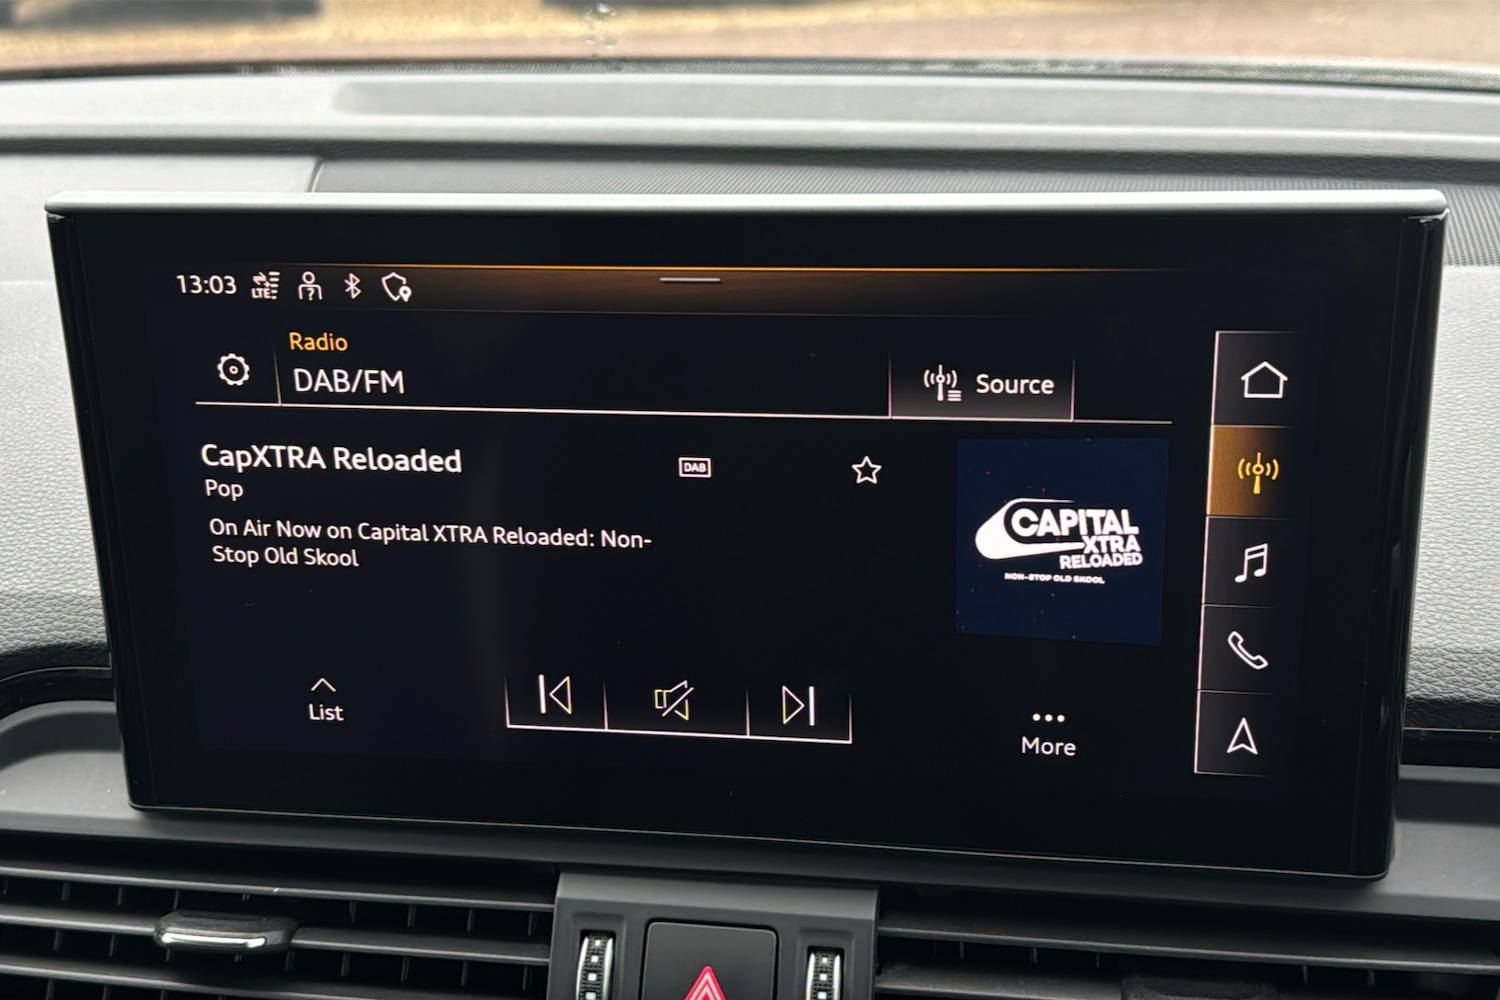 13:03
LTE
Radio
DAB/FM
Source
CapXTRA Reloaded
DAB
Pop
On Air Now on Capital XTRA Reloaded: Non-
Stop Old Skool
CAPITAL
XTRA
RELOADED
NON-STOP OLD SKOOL
List
More